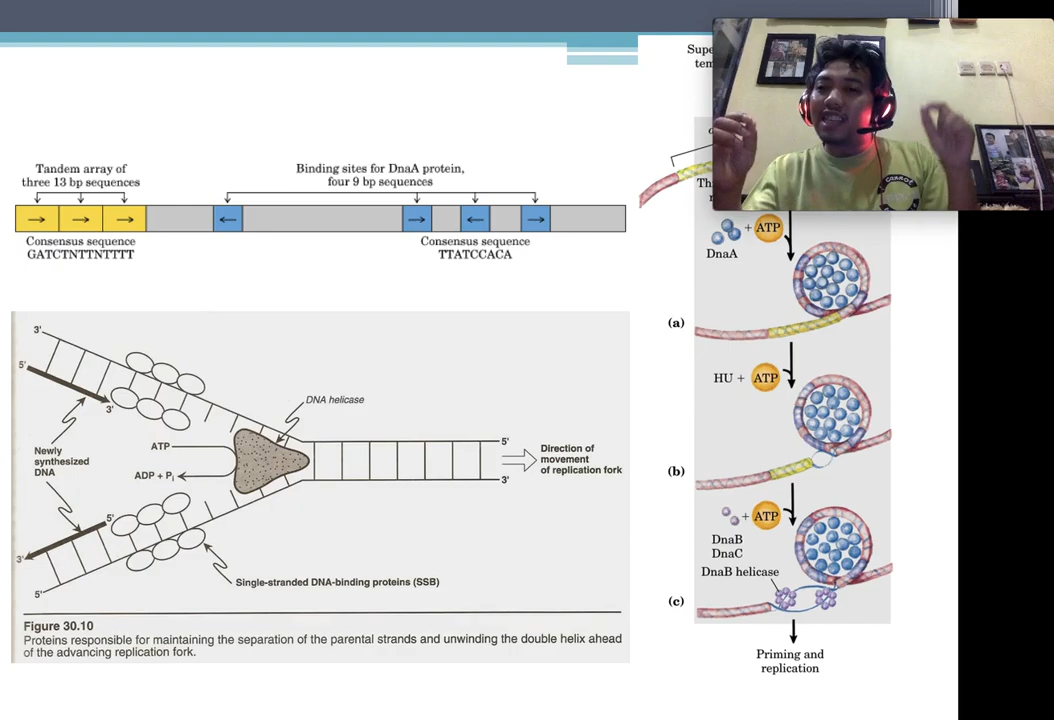 Tandem array of
three 13 bp sequences
Binding sites for DnaA protein,
four 9 bp sequences
Consensus sequence
GATCTNTTNTTTT
Consensus sequence
TTATCCACA
3'
5'
3'
DNA helicase
ATP
ADP + Pi
Newly
synthesized
DNA
5'
3'
Direction of
movement
of replication fork
5'
3'
5'
Single-stranded DNA-binding proteins (SSB)
Figure 30.10
Proteins responsible for maintaining the separation of the parental strands and unwinding the double helix ahead
of the advancing replication fork.
Supe
tem
Th
+ ATP
DnaA
(a)
HU + ATP
(b)
+ ATP
DnaB
DnaC
DnaB helicase
(c)
Priming and
replication